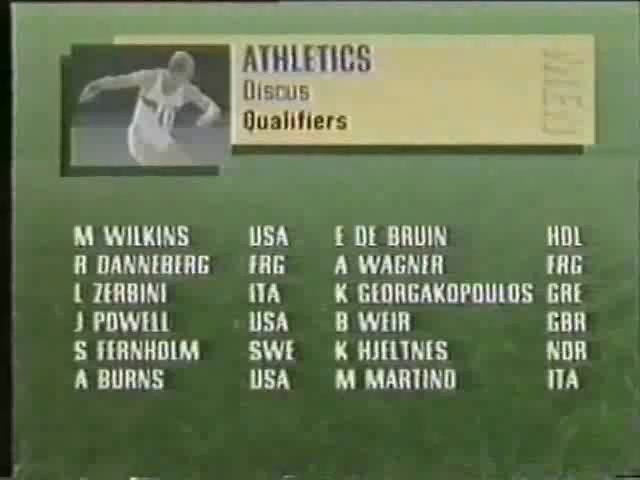 ATHLETICS
Discus
Qualifiers
MEN
M WILKINS USA E DE BRUIN HOL
R DANNEBERG FRG A WAGNER FRG
L ZERBINI ITA K GEORGAKOPOULOS GRE
J POWELL USA B WEIR GBR
S FERNHOLM SWE K HJELTNES NOR
A BURNS USA M MARTINO ITA